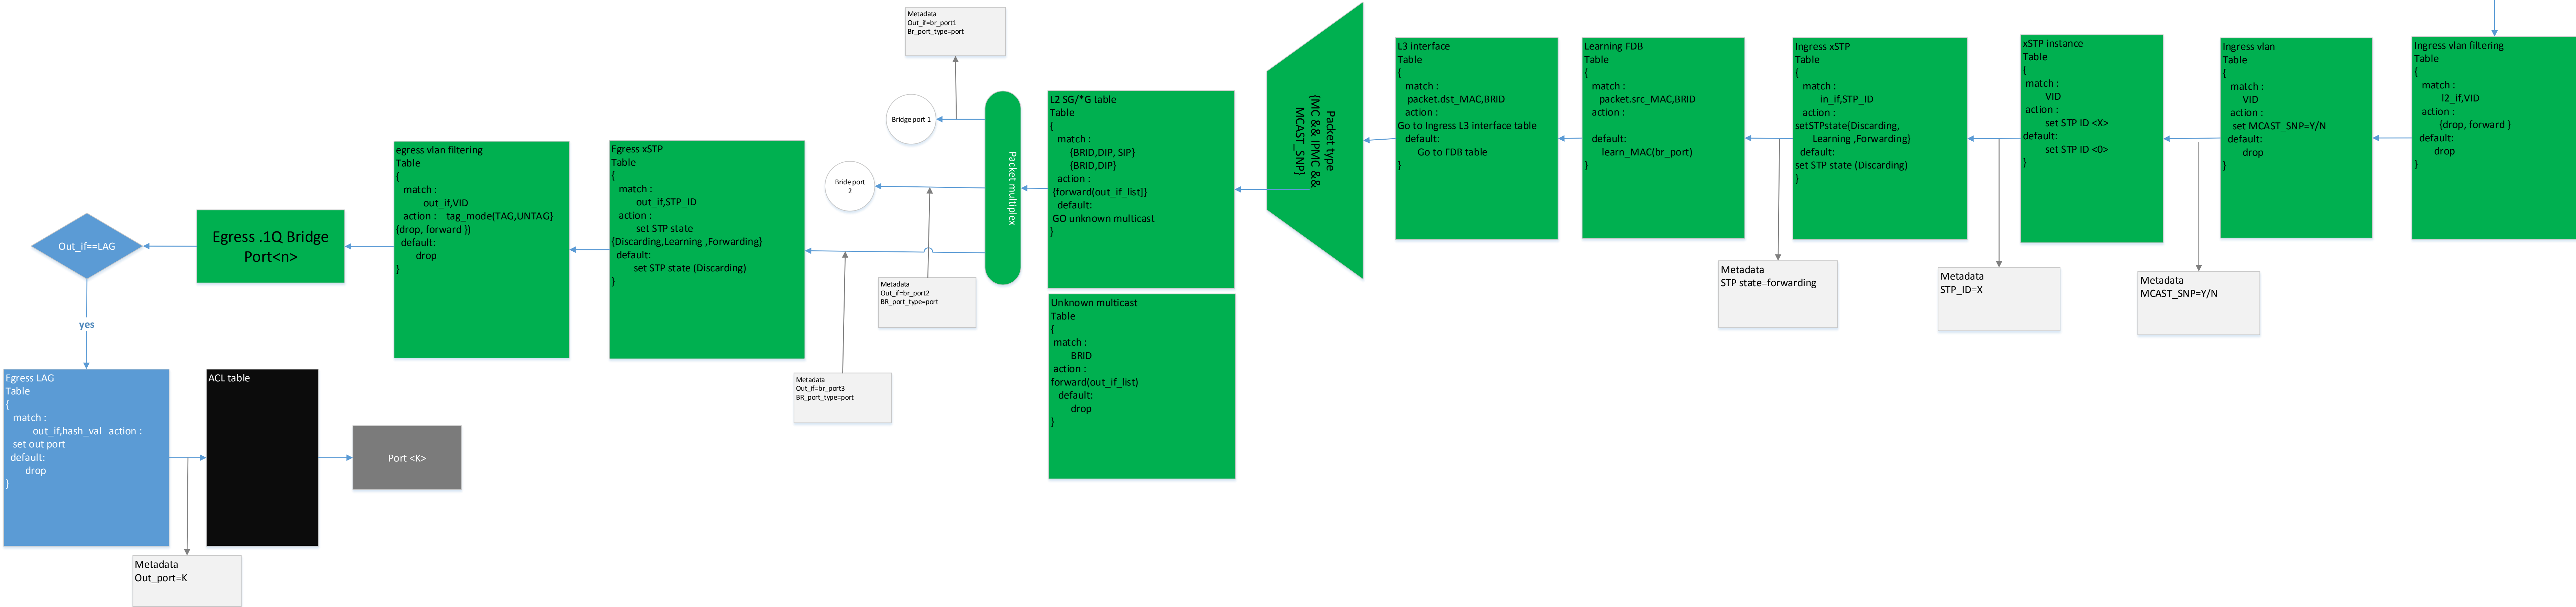 Metadata
Out_if=br_port1
Br_port_type=port
Bridge port 1
Bride port
2
Packet multiplex
L2 SG/*G table
Table
{
match :
{BRID,DIP, SIP}
{BRID,DIP}
action :
{forward(out_if_list]}
default:
GO unknown multicast
}
Unknown multicast
Table
{
match :
BRID
action :
forward(out_if_list)
default:
drop
}
Packet type
{MC && IPMC &&
MCAST_SNP}
L3 interface
Table
{
match :
packet.dst_MAC,BRID
action :
Go to Ingress L3 interface table
default:
Go to FDB table
}
Learning FDB
Table
{
match :
packet.src_MAC,BRID
action :
default:
learn_MAC(br_port)
}
Ingress xSTP
Table
{
match :
in_if,STP_ID
action :
setSTPstate{Discarding,
Learning ,Forwarding}
default:
set STP state (Discarding)
}
xSTP instance
Table
{
match :
VID
action :
set STP ID <X>
default:
set STP ID <0>
}
Ingress vlan
Table
{
match :
VID
action :
set MCAST_SNP=Y/N
default:
drop
}
Ingress vlan filtering
Table
{
match :
l2_if,VID
action :
{drop, forward }
default:
drop
}
Metadata
STP state=forwarding
Metadata
STP_ID=X
Metadata
MCAST_SNP=Y/N
Metadata
Out_if=br_port2
BR_port_type=port
Metadata
Out_if=br_port3
BR_port_type=port
Egress xSTP
Table
{
match :
out_if,STP_ID
action :
set STP state
{Discarding,Learning ,Forwarding}
default:
set STP state (Discarding)
}
egress vlan filtering
Table
{
match :
out_if,VID
action :    tag_mode(TAG,UNTAG}
{drop, forward })
default:
drop
}
Egress .1Q Bridge
Port<n>
Out_if==LAG
yes
Egress LAG
Table
{
match :
out_if,hash_val   action :
set out port
default:
drop
}
ACL table
Port <K>
Metadata
Out_port=K